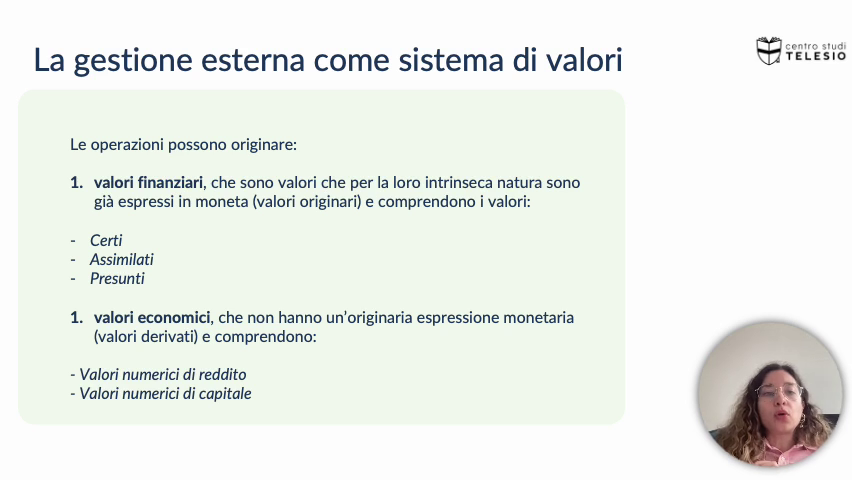 La gestione esterna come sistema di valori
centro studi
TELESIO
Le operazioni possono originare:
1. valori finanziari, che sono valori che per la loro intrinseca natura sono
già espressi in moneta (valori originari) e comprendono i valori:
- Certi
- Assimilati
- Presunti
1. valori economici, che non hanno un'originaria espressione monetaria
(valori derivati) e comprendono:
- Valori numerici di reddito
- Valori numerici di capitale